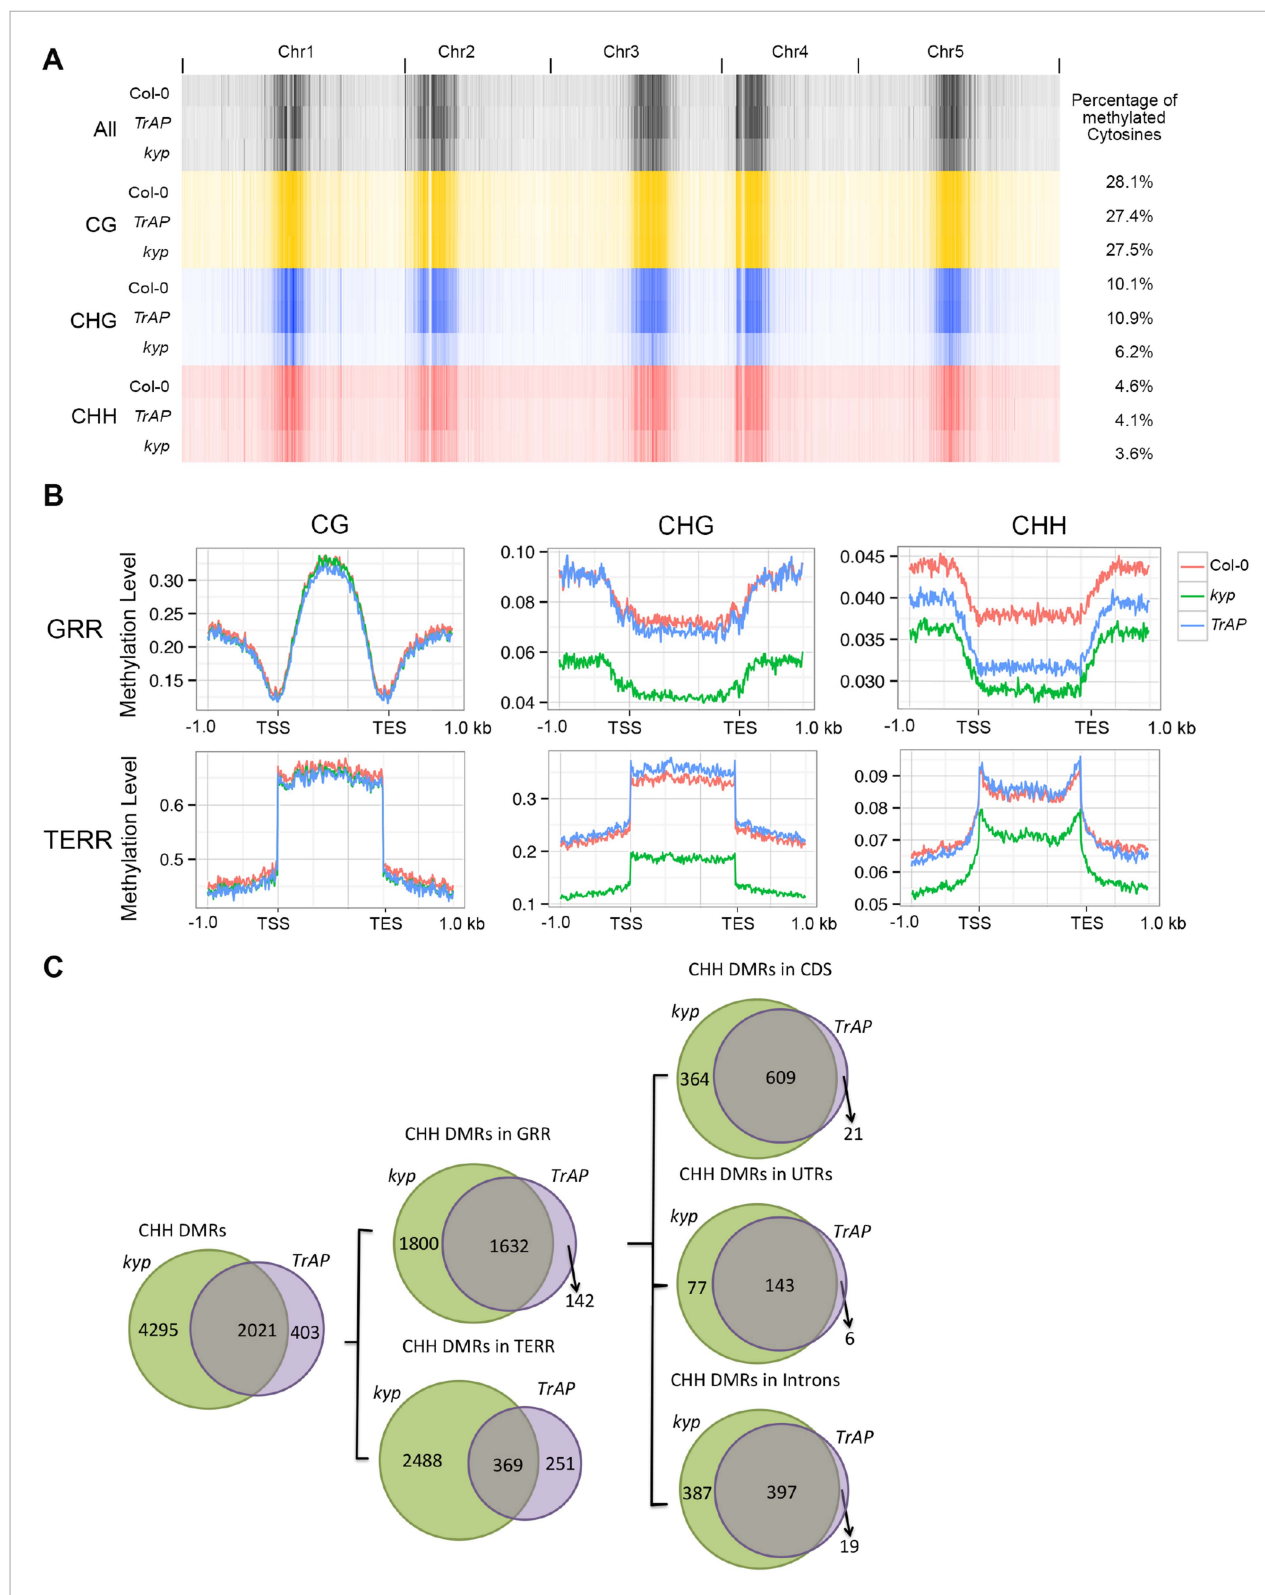 A
Chr1 Chr2 Chr3 Chr4 Chr5
Percentage of
methylated
Cytosines
All
Col-0
TrAP
kyp
CG
Col-0 28.1%
TrAP 27.4%
kyp 27.5%
CHG
Col-0 10.1%
TrAP 10.9%
kyp 6.2%
CHH
Col-0 4.6%
TrAP 4.1%
kyp 3.6%
B
CG CHG CHH
GRR
Methylation Level
0.30
0.25
0.20
0.15
-1.0 TSS TES 1.0 kb
0.10
0.08
0.06
0.04
-1.0 TSS TES 1.0 kb
0.045
0.040
0.035
0.030
-1.0 TSS TES 1.0 kb
Col-0
kyp
TrAP
TERR
Methylation Level
0.6
0.5
-1.0 TSS TES 1.0 kb
0.3
0.2
0.1
-1.0 TSS TES 1.0 kb
0.09
0.08
0.07
0.06
0.05
-1.0 TSS TES 1.0 kb
C
CHH DMRs
kyp TrAP
4295 2021 403
CHH DMRs in GRR
kyp TrAP
1800 1632
142
CHH DMRs in TERR
kyp TrAP
2488 369 251
CHH DMRs in CDS
kyp TrAP
364 609
21
CHH DMRs in UTRs
kyp TrAP
77 143
6
CHH DMRs in Introns
kyp TrAP
387 397
19